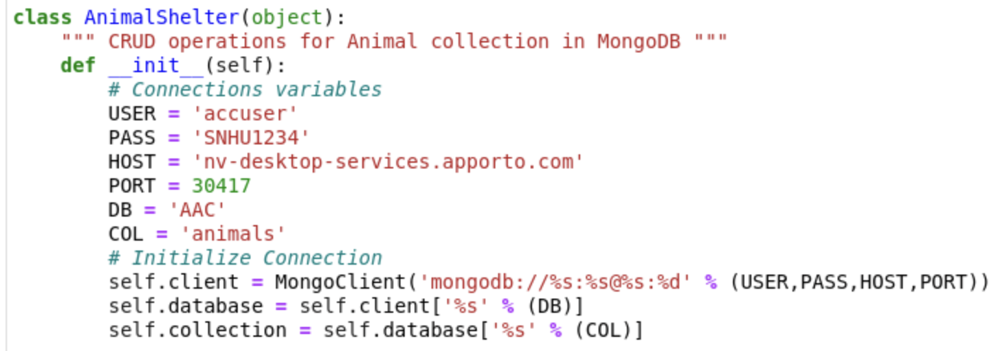 class AnimalShelter(object):
    """ CRUD operations for Animal collection in MongoDB """
    def __init__(self):
        # Connections variables
        USER = 'accuser'
        PASS = 'SNHU1234'
        HOST = 'nv-desktop-services.apporto.com'
        PORT = 30417
        DB = 'AAC'
        COL = 'animals'
        # Initialize Connection
        self.client = MongoClient('mongodb://%s:%s@%s:%d' % (USER,PASS,HOST,PORT))
        self.database = self.client['%s' % (DB)]
        self.collection = self.database['%s' % (COL)]